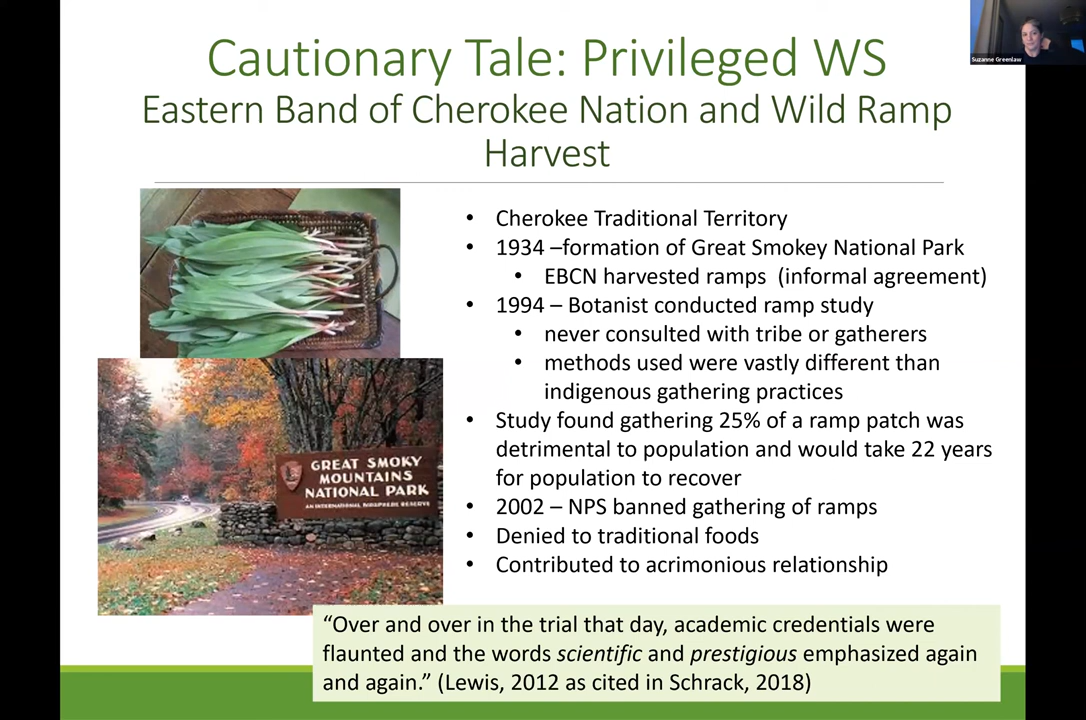 Cautionary Tale: Privileged WS
Eastern Band of Cherokee Nation and Wild Ramp
Harvest
Suzanne Greenlaw
• Cherokee Traditional Territory
• 1934 –formation of Great Smokey National Park
• EBCN harvested ramps (informal agreement)
• 1994 – Botanist conducted ramp study
• never consulted with tribe or gatherers
• methods used were vastly different than
indigenous gathering practices
• Study found gathering 25% of a ramp patch was
detrimental to population and would take 22 years
for population to recover
• 2002 – NPS banned gathering of ramps
• Denied to traditional foods
• Contributed to acrimonious relationship
GREAT SMOKY
MOUNTAINS
NATIONAL PARK
AN INTERNATIONAL BIOSPHERE RESERVE
“Over and over in the trial that day, academic credentials were
flaunted and the words scientific and prestigious emphasized again
and again.” (Lewis, 2012 as cited in Schrack, 2018)